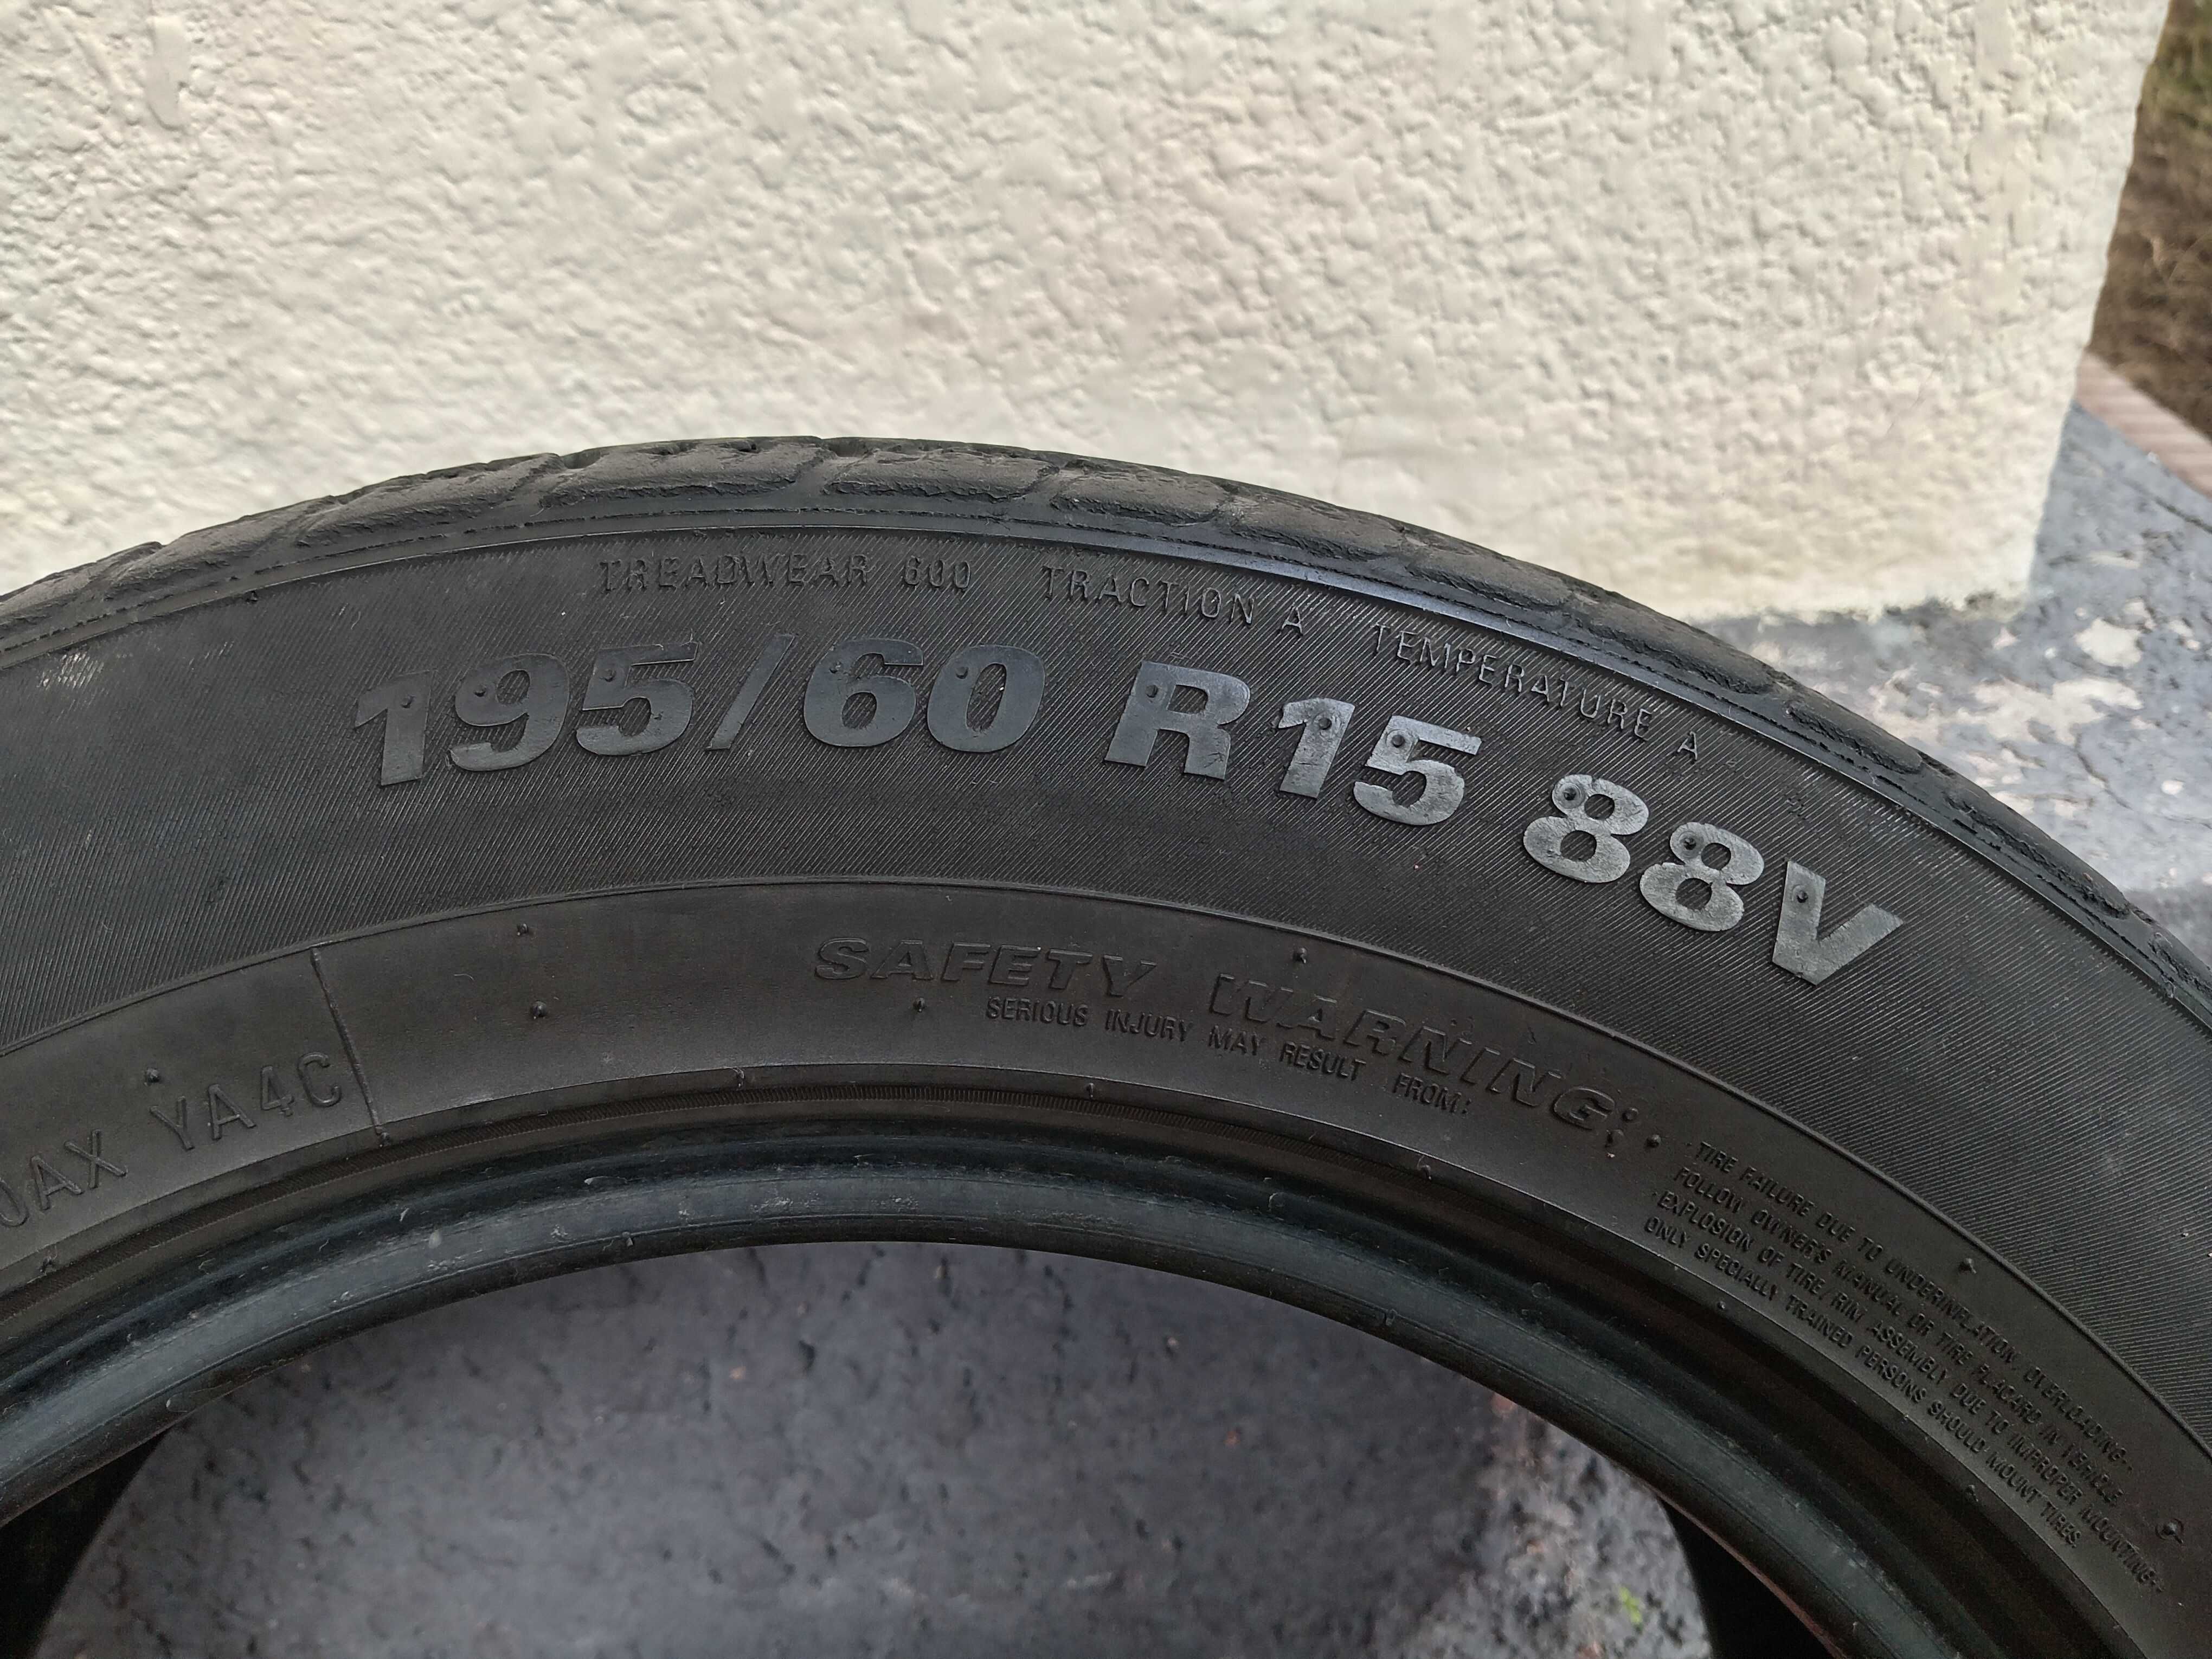 TREADWEAR 600 TRACTION A TEMPERATURE A
195/60 R15 88V
SAFETY WARNING:
SERIOUS INJURY MAY RESULT FROM:
TIRE FAILURE DUE TO UNDERINFLATION OVERLOADING-
FOLLOW OWNER'S MANUAL OR TIRE PLACARD IN VEHICLE
EXPLOSION OF TIRE/RIM ASSEMBLY DUE TO IMPROPER MOUNTING-
ONLY SPECIALLY TRAINED PERSONS SHOULD MOUNT TIRES.
YA4C